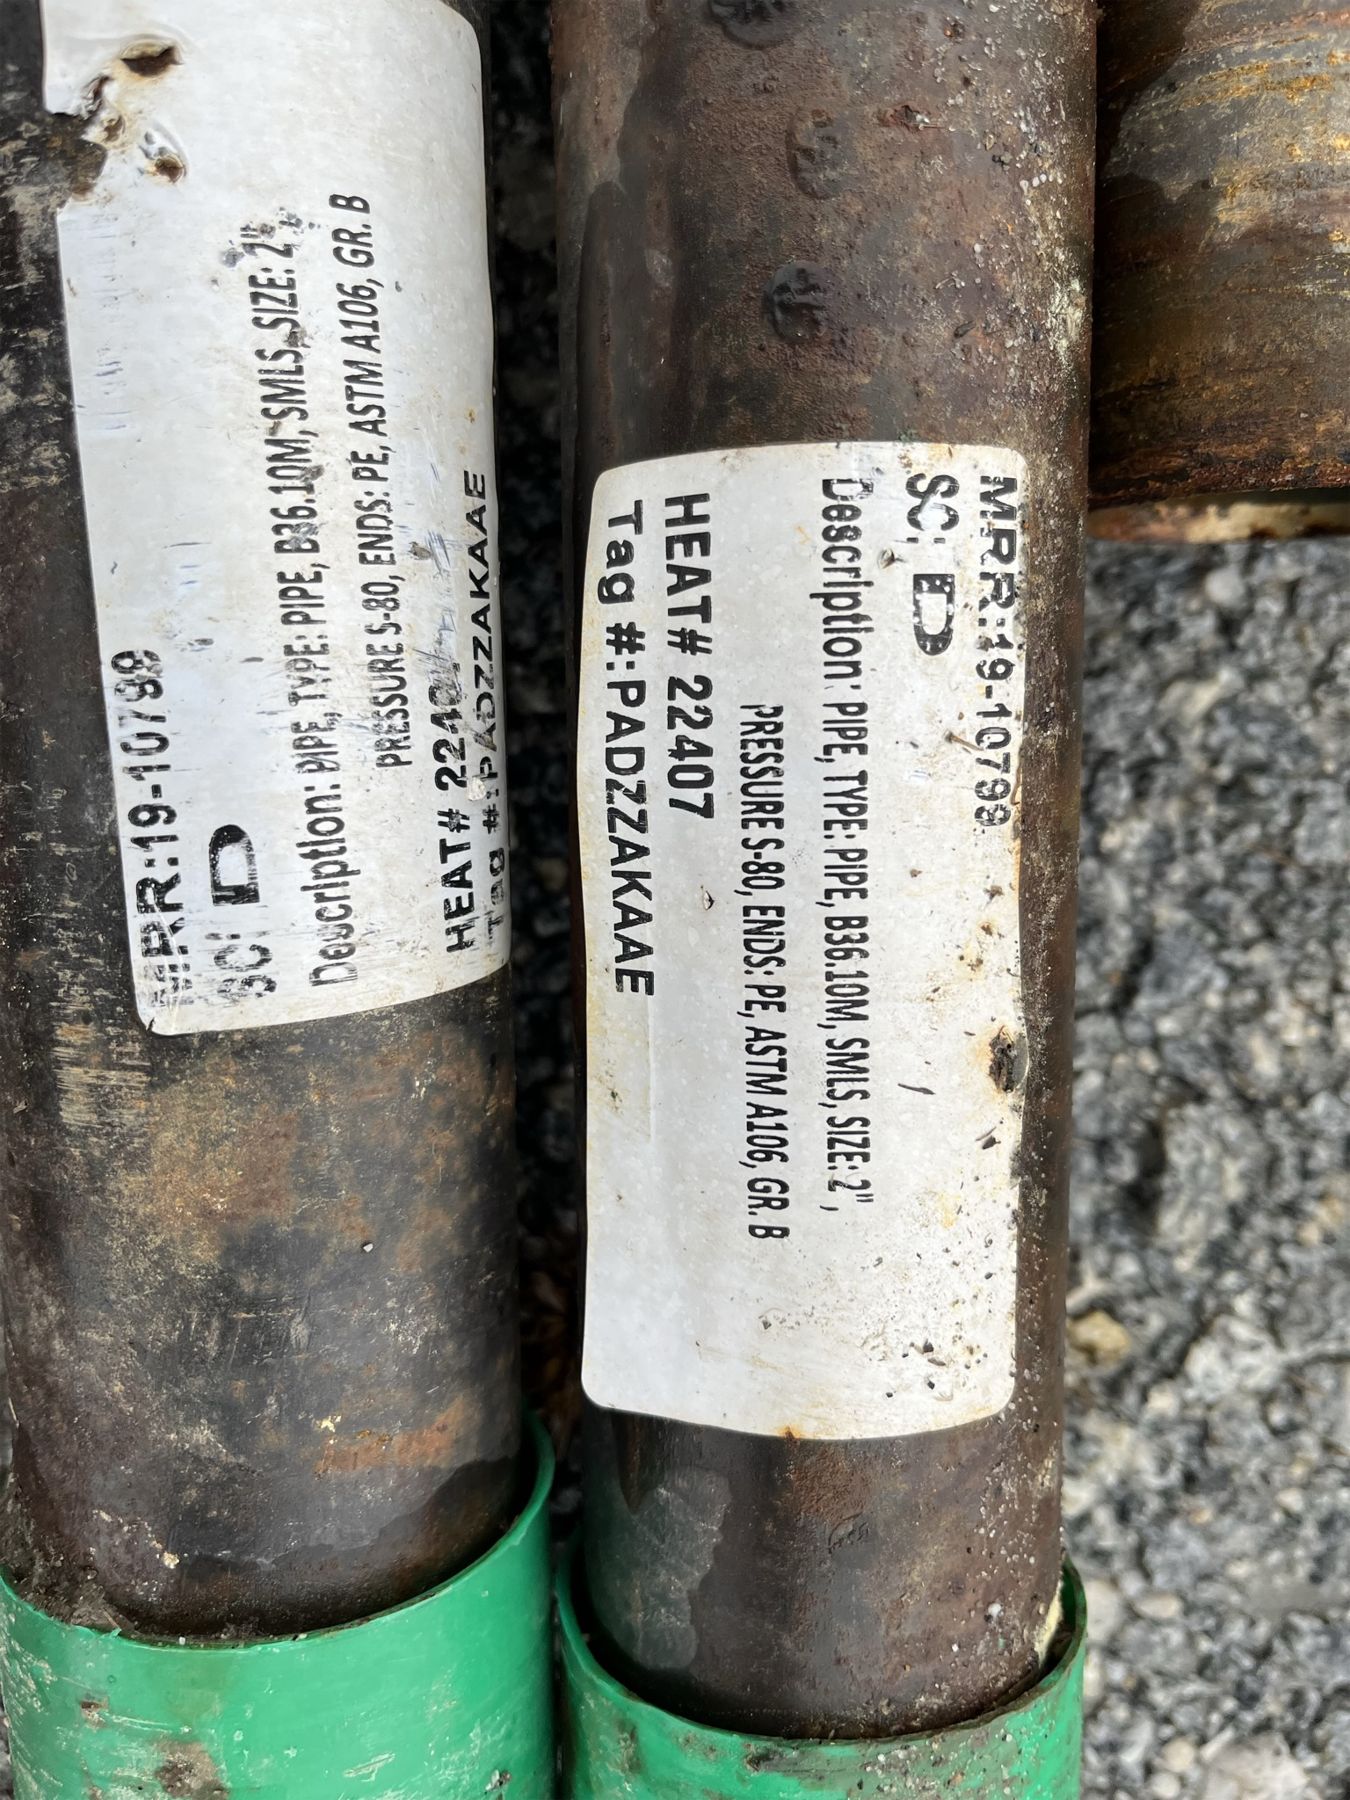 MRR:19-10799
SC: D
Description: PIPE, TYPE: PIPE, B36.10M, SMLS, SIZE: 2",
PRESSURE S-80, ENDS: PE, ASTM A106, GR. B
HEAT#
Tag #:PADZZAKAAE
MRR:19-10799
SC: D
Description: PIPE, TYPE: PIPE, B36.10M, SMLS, SIZE: 2" ,
PRESSURE S-80, ENDS: PE, ASTM A106, GR. B
HEAT# 22407
Tag #:PADZZAKAAE